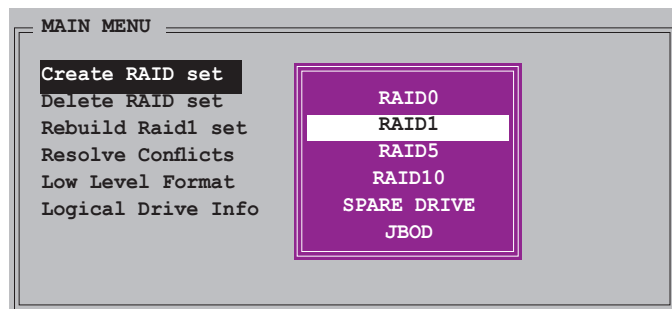 MAIN MENU
Create RAID set
Delete RAID set
Rebuild Raid1 set
Resolve Conflicts
Low Level Format
Logical Drive Info
RAID0
RAID1
RAID5
RAID10
SPARE DRIVE
JBOD